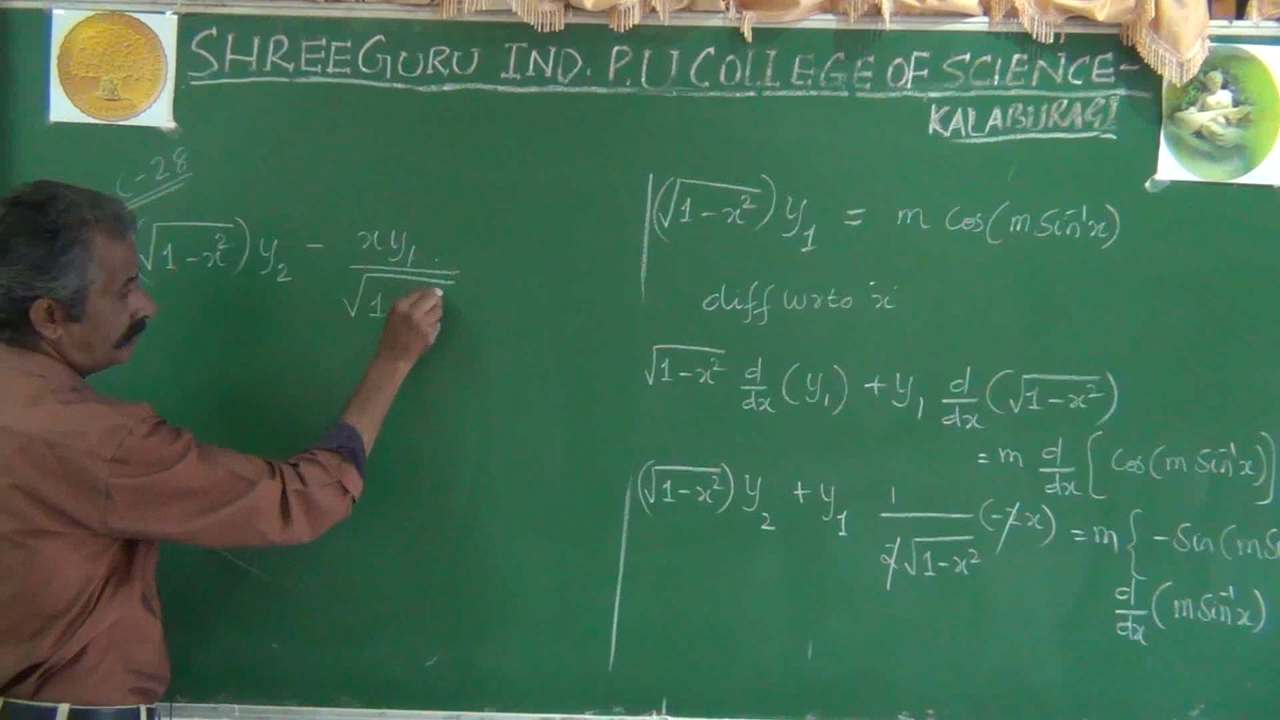 SHREEGURU IND. P.U COLLEGE OF SCIENCE-
KALABURAGI
C-28
(√1-x²) y₂ - xy₁ / √1
(√1-x²) y₁ = m cos(m sin⁻¹x)
diff w r to 'x'
√1-x² d/dx (y₁) + y₁ d/dx (√1-x²)
= m d/dx [cos(m sin⁻¹x)]
(√1-x²) y₂ + y₁ 1/2√1-x² (-2x) = m { -Sin(m
d/dx (m sin⁻¹x)